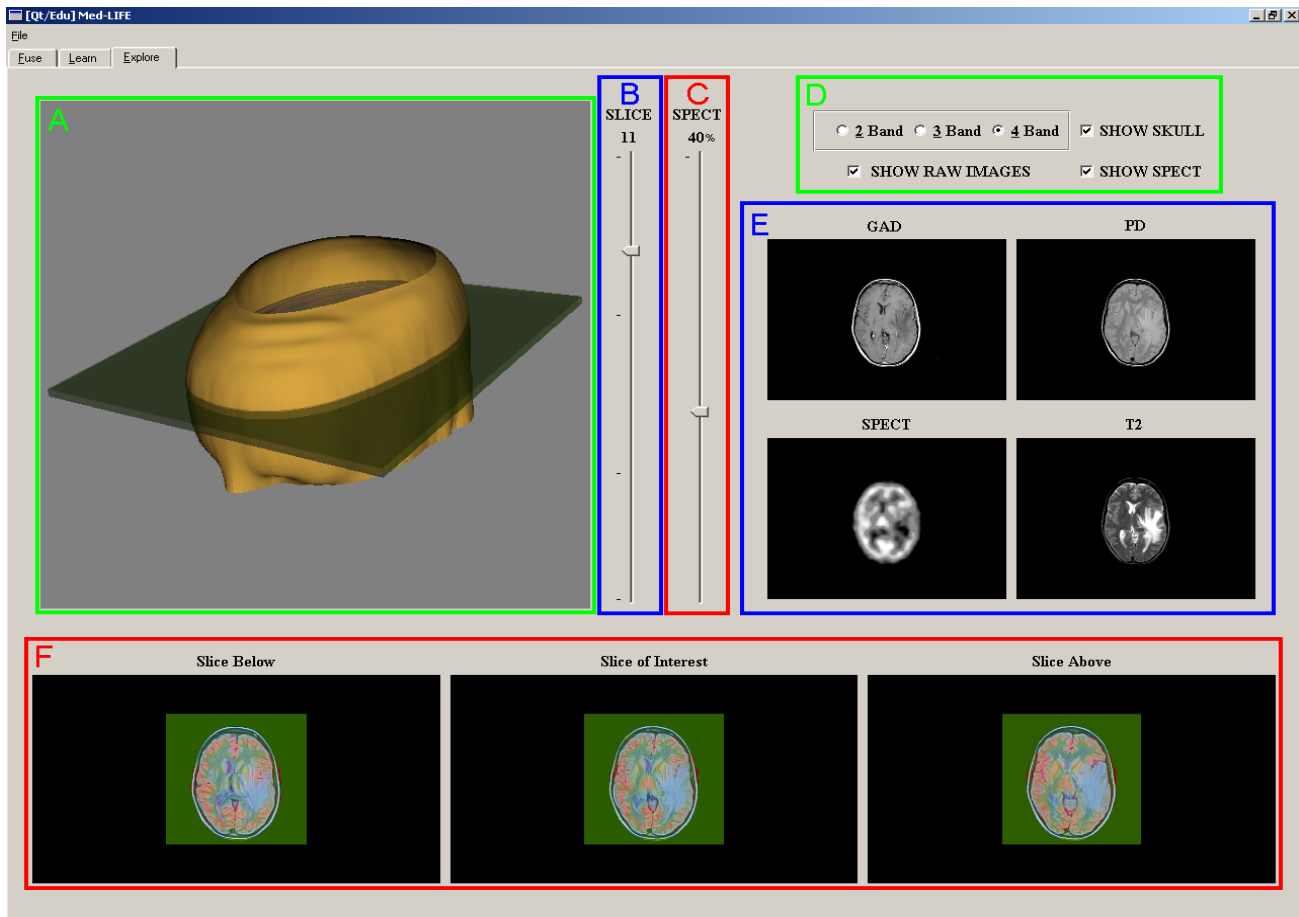 [Qt/Edu] Med-LIFE
File
Fuse Learn Explore
A
B
SLICE
11
C
SPECT
40%
D
2 Band 3 Band 4 Band SHOW SKULL
SHOW RAW IMAGES SHOW SPECT
E
GAD PD
SPECT T2
F
Slice Below Slice of Interest Slice Above